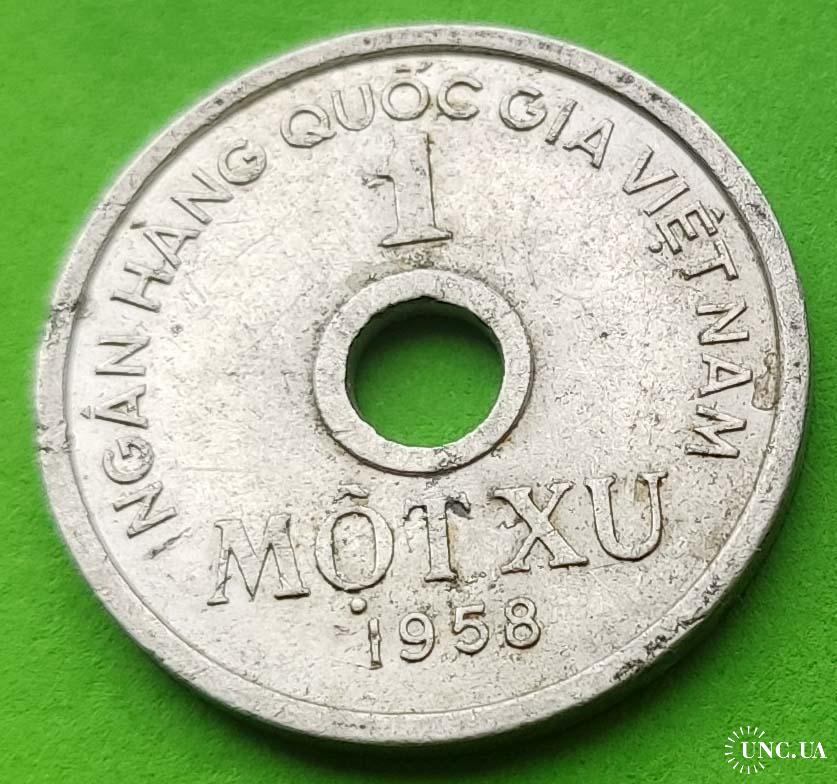 NGÂN HÀNG QUỐC GIA VIỆT NAM
1
MỘT XU
1958
UNC.UA